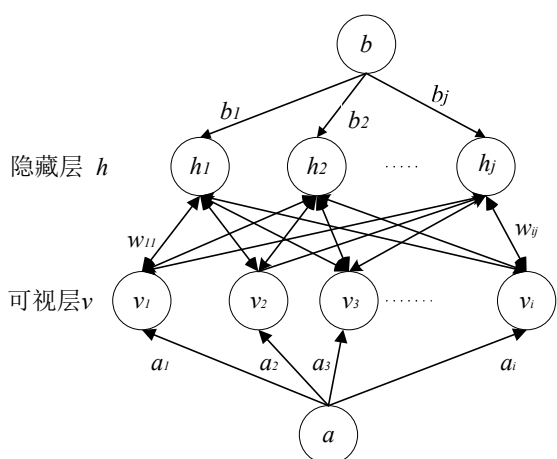 b
b1 b2 bj
隐藏层 h h1 h2 ····· hj
w11 wij
可视层v v1 v2 v3 ······· vi
a1 a2 a3 ai
a